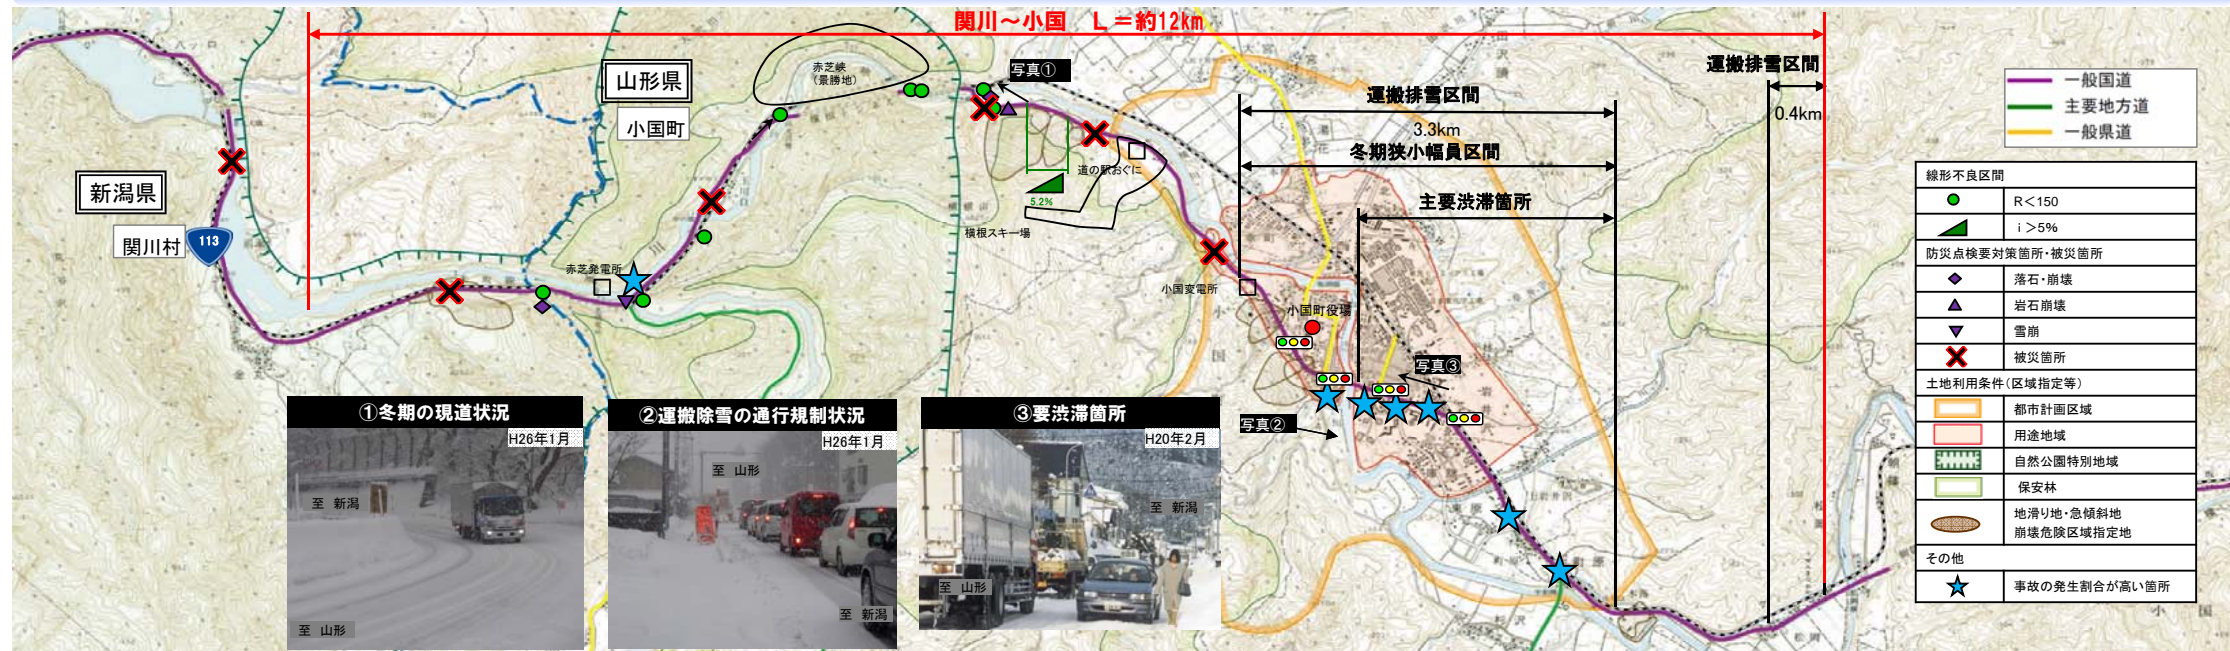 関川～小国　Ｌ＝約12km
運搬排雪区間
0.4km
運搬排雪区間
3.3km
冬期狭小幅員区間
主要渋滞箇所
新潟県
関川村
113
山形県
小国町
赤芝峡
（景勝地）
写真①
道の駅おぐに
5.2%
横根スキー場
赤芝発電所
小国変電所
小国町役場
写真③
写真②
①冬期の現道状況
H26年1月
至 新潟
至 山形
②運搬除雪の通行規制状況
H26年1月
至 山形
至 新潟
③要渋滞箇所
H20年2月
至 新潟
至 山形
一般国道
主要地方道
一般県道
線形不良区間
R＜150
ｉ＞5%
防災点検要対策箇所・被災箇所
落石・崩壊
岩石崩壊
雪崩
被災箇所
土地利用条件（区域指定等）
都市計画区域
用途地域
自然公園特別地域
保安林
地滑り地・急傾斜地
崩壊危険区域指定地
その他
事故の発生割合が高い箇所